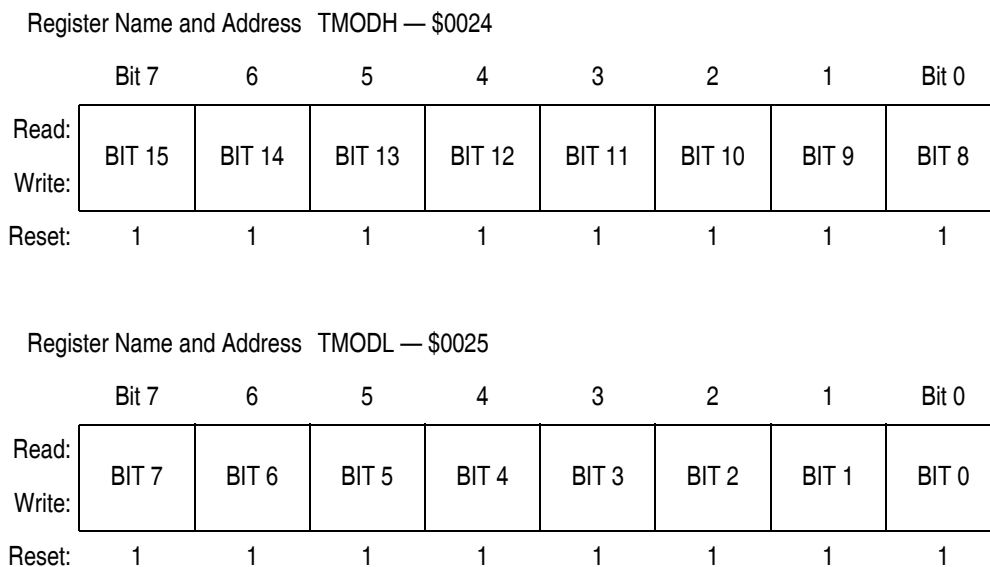 Register Name and Address TMODH — $0024
Bit 7 6 5 4 3 2 1 Bit 0
Read:
BIT 15 BIT 14 BIT 13 BIT 12 BIT 11 BIT 10 BIT 9 BIT 8
Write:
Reset: 1 1 1 1 1 1 1 1
Register Name and Address TMODL — $0025
Bit 7 6 5 4 3 2 1 Bit 0
Read:
BIT 7 BIT 6 BIT 5 BIT 4 BIT 3 BIT 2 BIT 1 BIT 0
Write:
Reset: 1 1 1 1 1 1 1 1